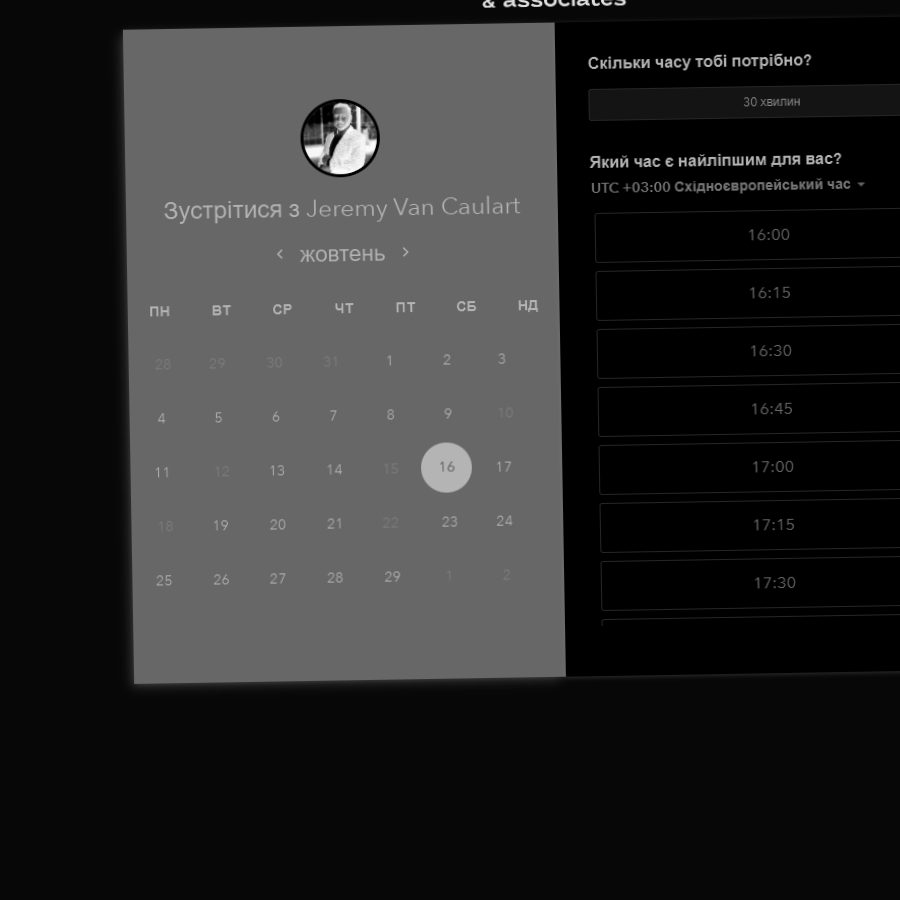 & associates
Зустрітися з Jeremy Van Caulart
жовтень
ПН ВТ СР ЧТ ПТ СБ НД
28 29 30 31 1 2 3
4 5 6 7 8 9 10
11 12 13 14 15 16 17
18 19 20 21 22 23 24
25 26 27 28 29 1 2
Скільки часу тобі потрібно?
30 хвилин
Який час є найліпшим для вас?
UTC +03:00 Східноєвропейський час
16:00
16:15
16:30
16:45
17:00
17:15
17:30